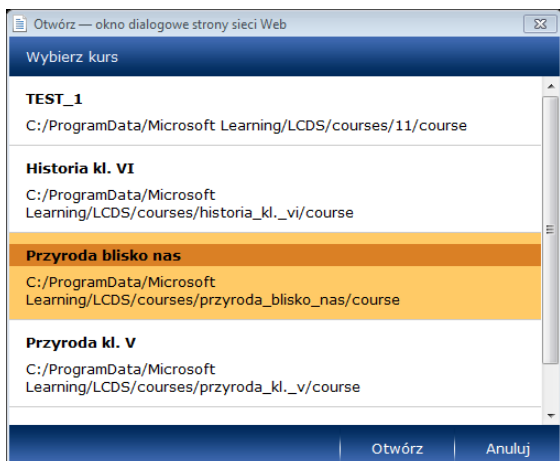 Otwórz — okno dialogowe strony sieci Web
Wybierz kurs
TEST_1
C:/ProgramData/Microsoft Learning/LCDS/courses/11/course
Historia kl. VI
C:/ProgramData/Microsoft
Learning/LCDS/courses/historia_kl._vi/course
Przyroda blisko nas
C:/ProgramData/Microsoft
Learning/LCDS/courses/przyroda_blisko_nas/course
Przyroda kl. V
C:/ProgramData/Microsoft
Learning/LCDS/courses/przyroda_kl._v/course
Otwórz
Anuluj